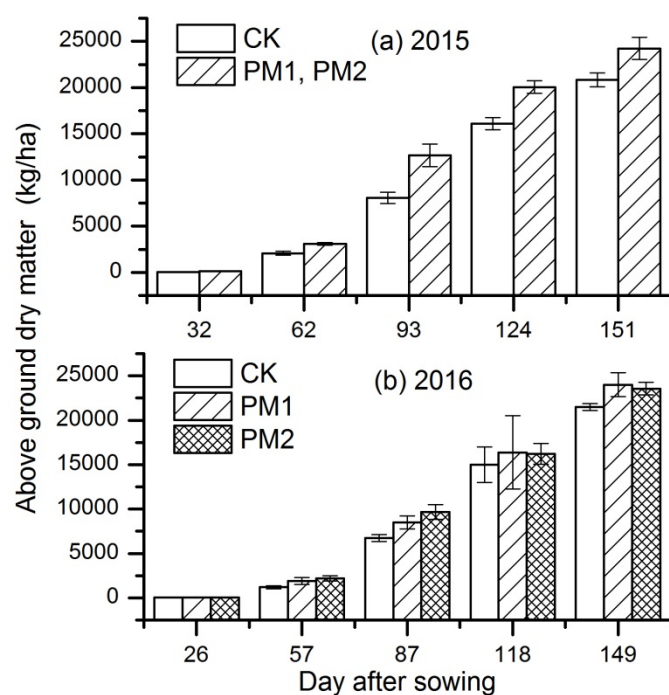 Above ground dry matter (kg/ha)
(a) 2015
CK
PM1, PM2
25000
20000
15000
10000
5000
0
32 62 93 124 151
(b) 2016
CK
PM1
PM2
25000
20000
15000
10000
5000
0
26 57 87 118 149
Day after sowing